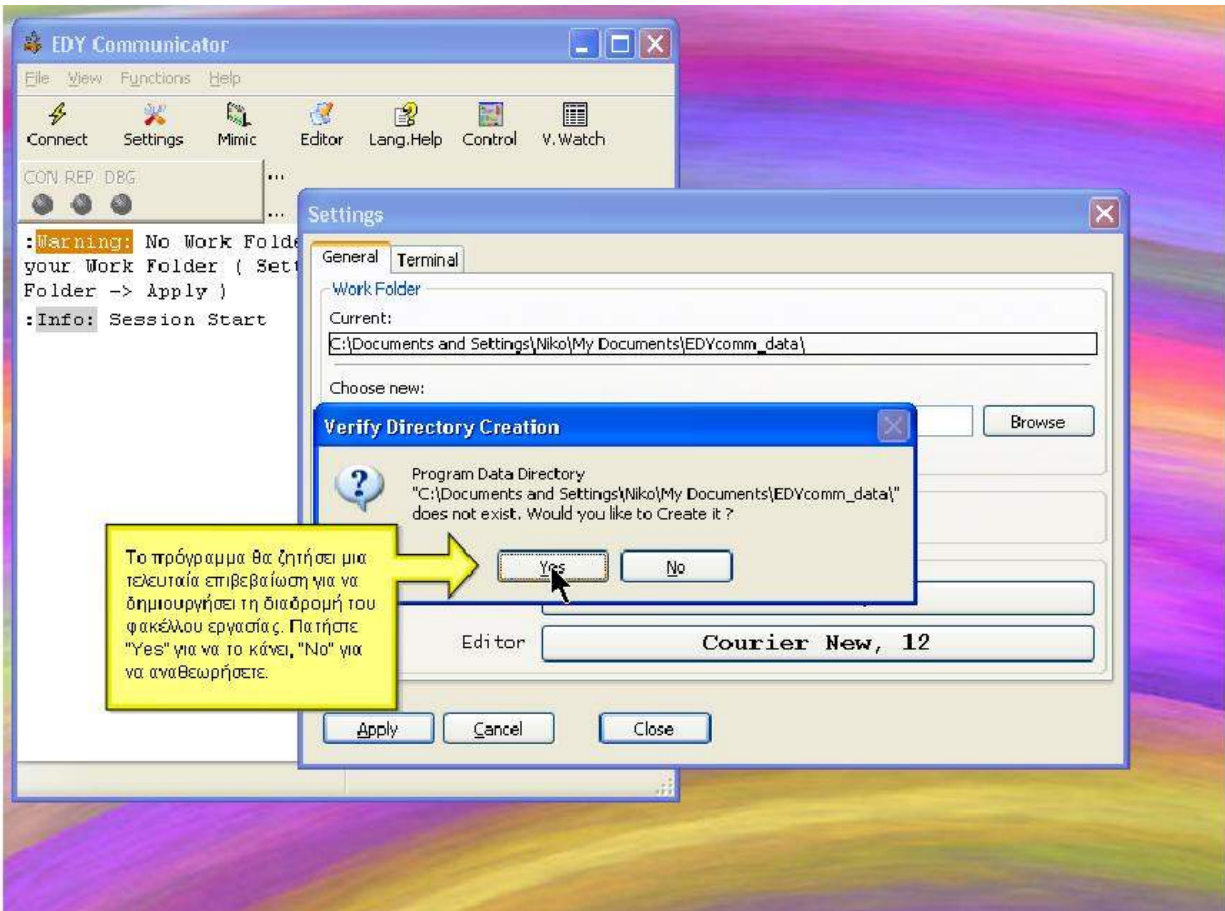 EDY Communicator
File View Functions Help
Connect Settings Mimic Editor Lang.Help Control V.Watch
CON REP DBG ...
...
:Warning: No Work Folde
your Work Folder ( Sett
Folder -> Apply )
:Info: Session Start
Settings
General Terminal
Work Folder
Current:
C:\Documents and Settings\Niko\My Documents\EDYcomm_data\
Choose new:
Browse
Verify Directory Creation
Program Data Directory
"C:\Documents and Settings\Niko\My Documents\EDYcomm_data\"
does not exist. Would you like to Create it ?
Yes No
Το πρόγραμμα θα ζητήσει μια
τελευταία επιβεβαίωση για να
δημιουργήσει τη διαδρομή του
φακέλλου εργασίας. Πατήστε
"Yes" για να το κάνει, "No" για
να αναθεωρήσετε.
Editor Courier New, 12
Apply Cancel Close